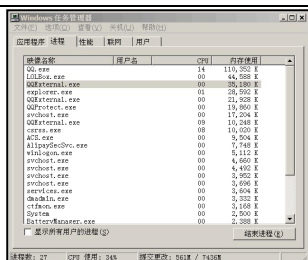 Windows 任务管理器
文件(F) 选项(O) 查看(V) 关机(U) 帮助(H)
应用程序 进程 性能 联网 用户
映像名称 用户名 CPU 内存使用
QQ.exe 14 110,352 K
LOLBox.exe 00 44,588 K
QQExternal.exe 00 35,180 K
explorer.exe 01 28,592 K
QQExternal.exe 00 21,928 K
QQProtect.exe 00 19,860 K
svchost.exe 00 17,204 K
QQExternal.exe 09 10,248 K
csrss.exe 08 10,020 K
ACS.exe 00 9,504 K
AlipaySecSvc.exe 00 7,748 K
winlogon.exe 00 5,112 K
svchost.exe 00 4,660 K
svchost.exe 00 4,492 K
svchost.exe 00 3,952 K
svchost.exe 00 3,696 K
services.exe 00 3,604 K
dmadmin.exe 00 3,332 K
ctfmon.exe 00 3,168 K
System 00 2,500 K
BatteryManager.exe 00 2,388 K
显示所有用户的进程(S) 结束进程(E)
进程数: 27 CPU 使用: 34% 提交更改: 561M / 7436M